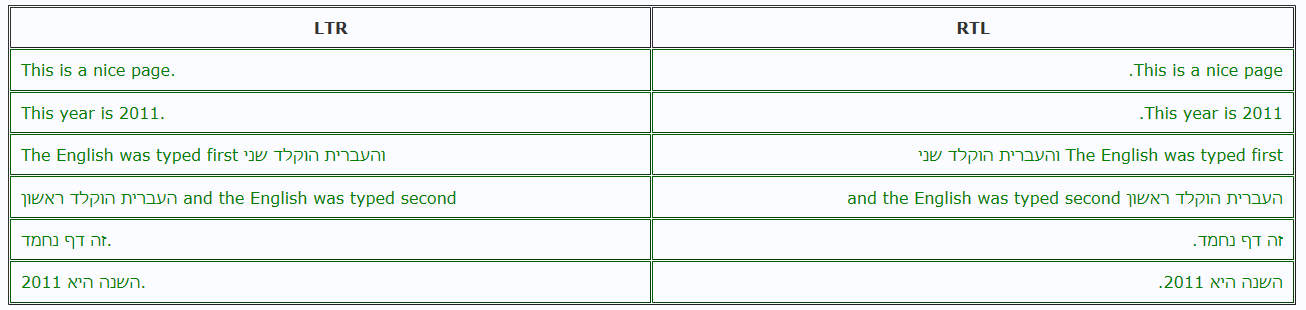 LTR
RTL
This is a nice page.
This is a nice page.
This year is 2011.
This year is 2011.
The English was typed first והעברית הוקלד שני
The English was typed first והעברית הוקלד שני
העברית הוקלד ראשון and the English was typed second
העברית הוקלד ראשון and the English was typed second
זה דף נחמד.
זה דף נחמד.
השנה היא 2011.
השנה היא 2011.